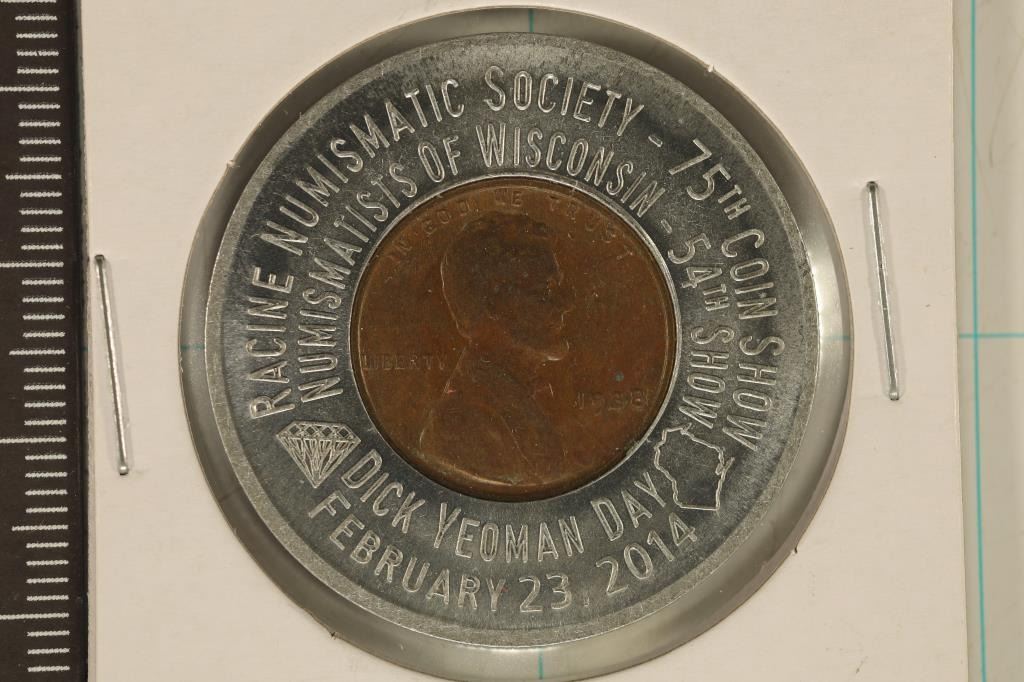 RACINE NUMISMATIC SOCIETY - 75TH COIN SHOW
NUMISMATISTS OF WISCONSIN - 54TH SHOW
IN GOD WE TRUST
LIBERTY
DICK YEOMAN DAY
FEBRUARY 23, 2014